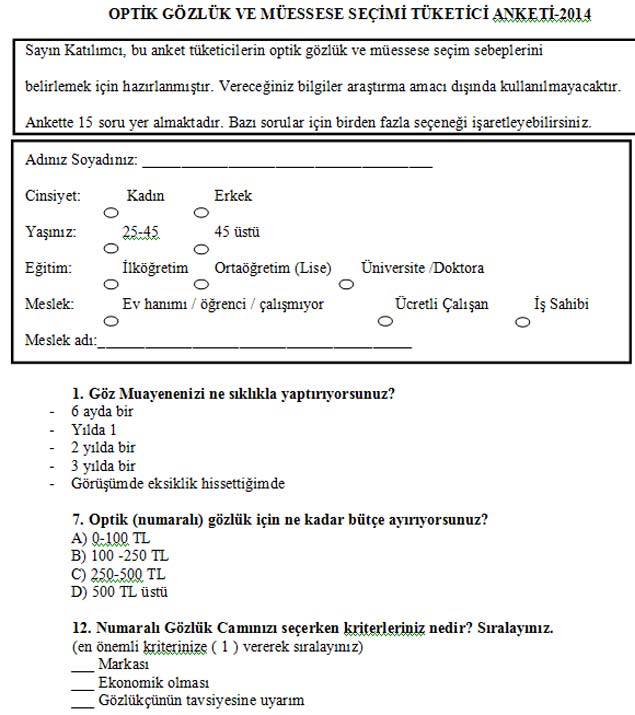 OPTİK GÖZLÜK VE MÜESSESE SEÇİMİ TÜKETİCİ ANKETİ-2014
Sayın Katılımcı, bu anket tüketicilerin optik gözlük ve müessese seçim sebeplerini
belirlemek için hazırlanmıştır. Vereceğiniz bilgiler araştırma amacı dışında kullanılmayacaktır.
Ankette 15 soru yer almaktadır. Bazı sorular için birden fazla seçeneği işaretleyebilirsiniz.
Adınız Soyadınız: ____________________________________
Cinsiyet: Kadın Erkek
Yaşınız: 25-45 45 üstü
Eğitim: İlköğretim Ortaöğretim (Lise) Üniversite /Doktora
Meslek: Ev hanımı / öğrenci / çalışmıyor Ücretli Çalışan İş Sahibi
Meslek adı:_______________________________________
1. Göz Muayenenizi ne sıklıkla yaptırıyorsunuz?
- 6 ayda bir
- Yılda 1
- 2 yılda bir
- 3 yılda bir
- Görüşümde eksiklik hissettiğimde
7. Optik (numaralı) gözlük için ne kadar bütçe ayırıyorsunuz?
A) 0-100 TL
B) 100 -250 TL
C) 250-500 TL
D) 500 TL üstü
12. Numaralı Gözlük Camınızı seçerken kriterleriniz nedir? Sıralayınız.
(en önemli kriterinize ( 1 ) vererek sıralayınız)
___ Markası
___ Ekonomik olması
___ Gözlükçünün tavsiyesine uyarım